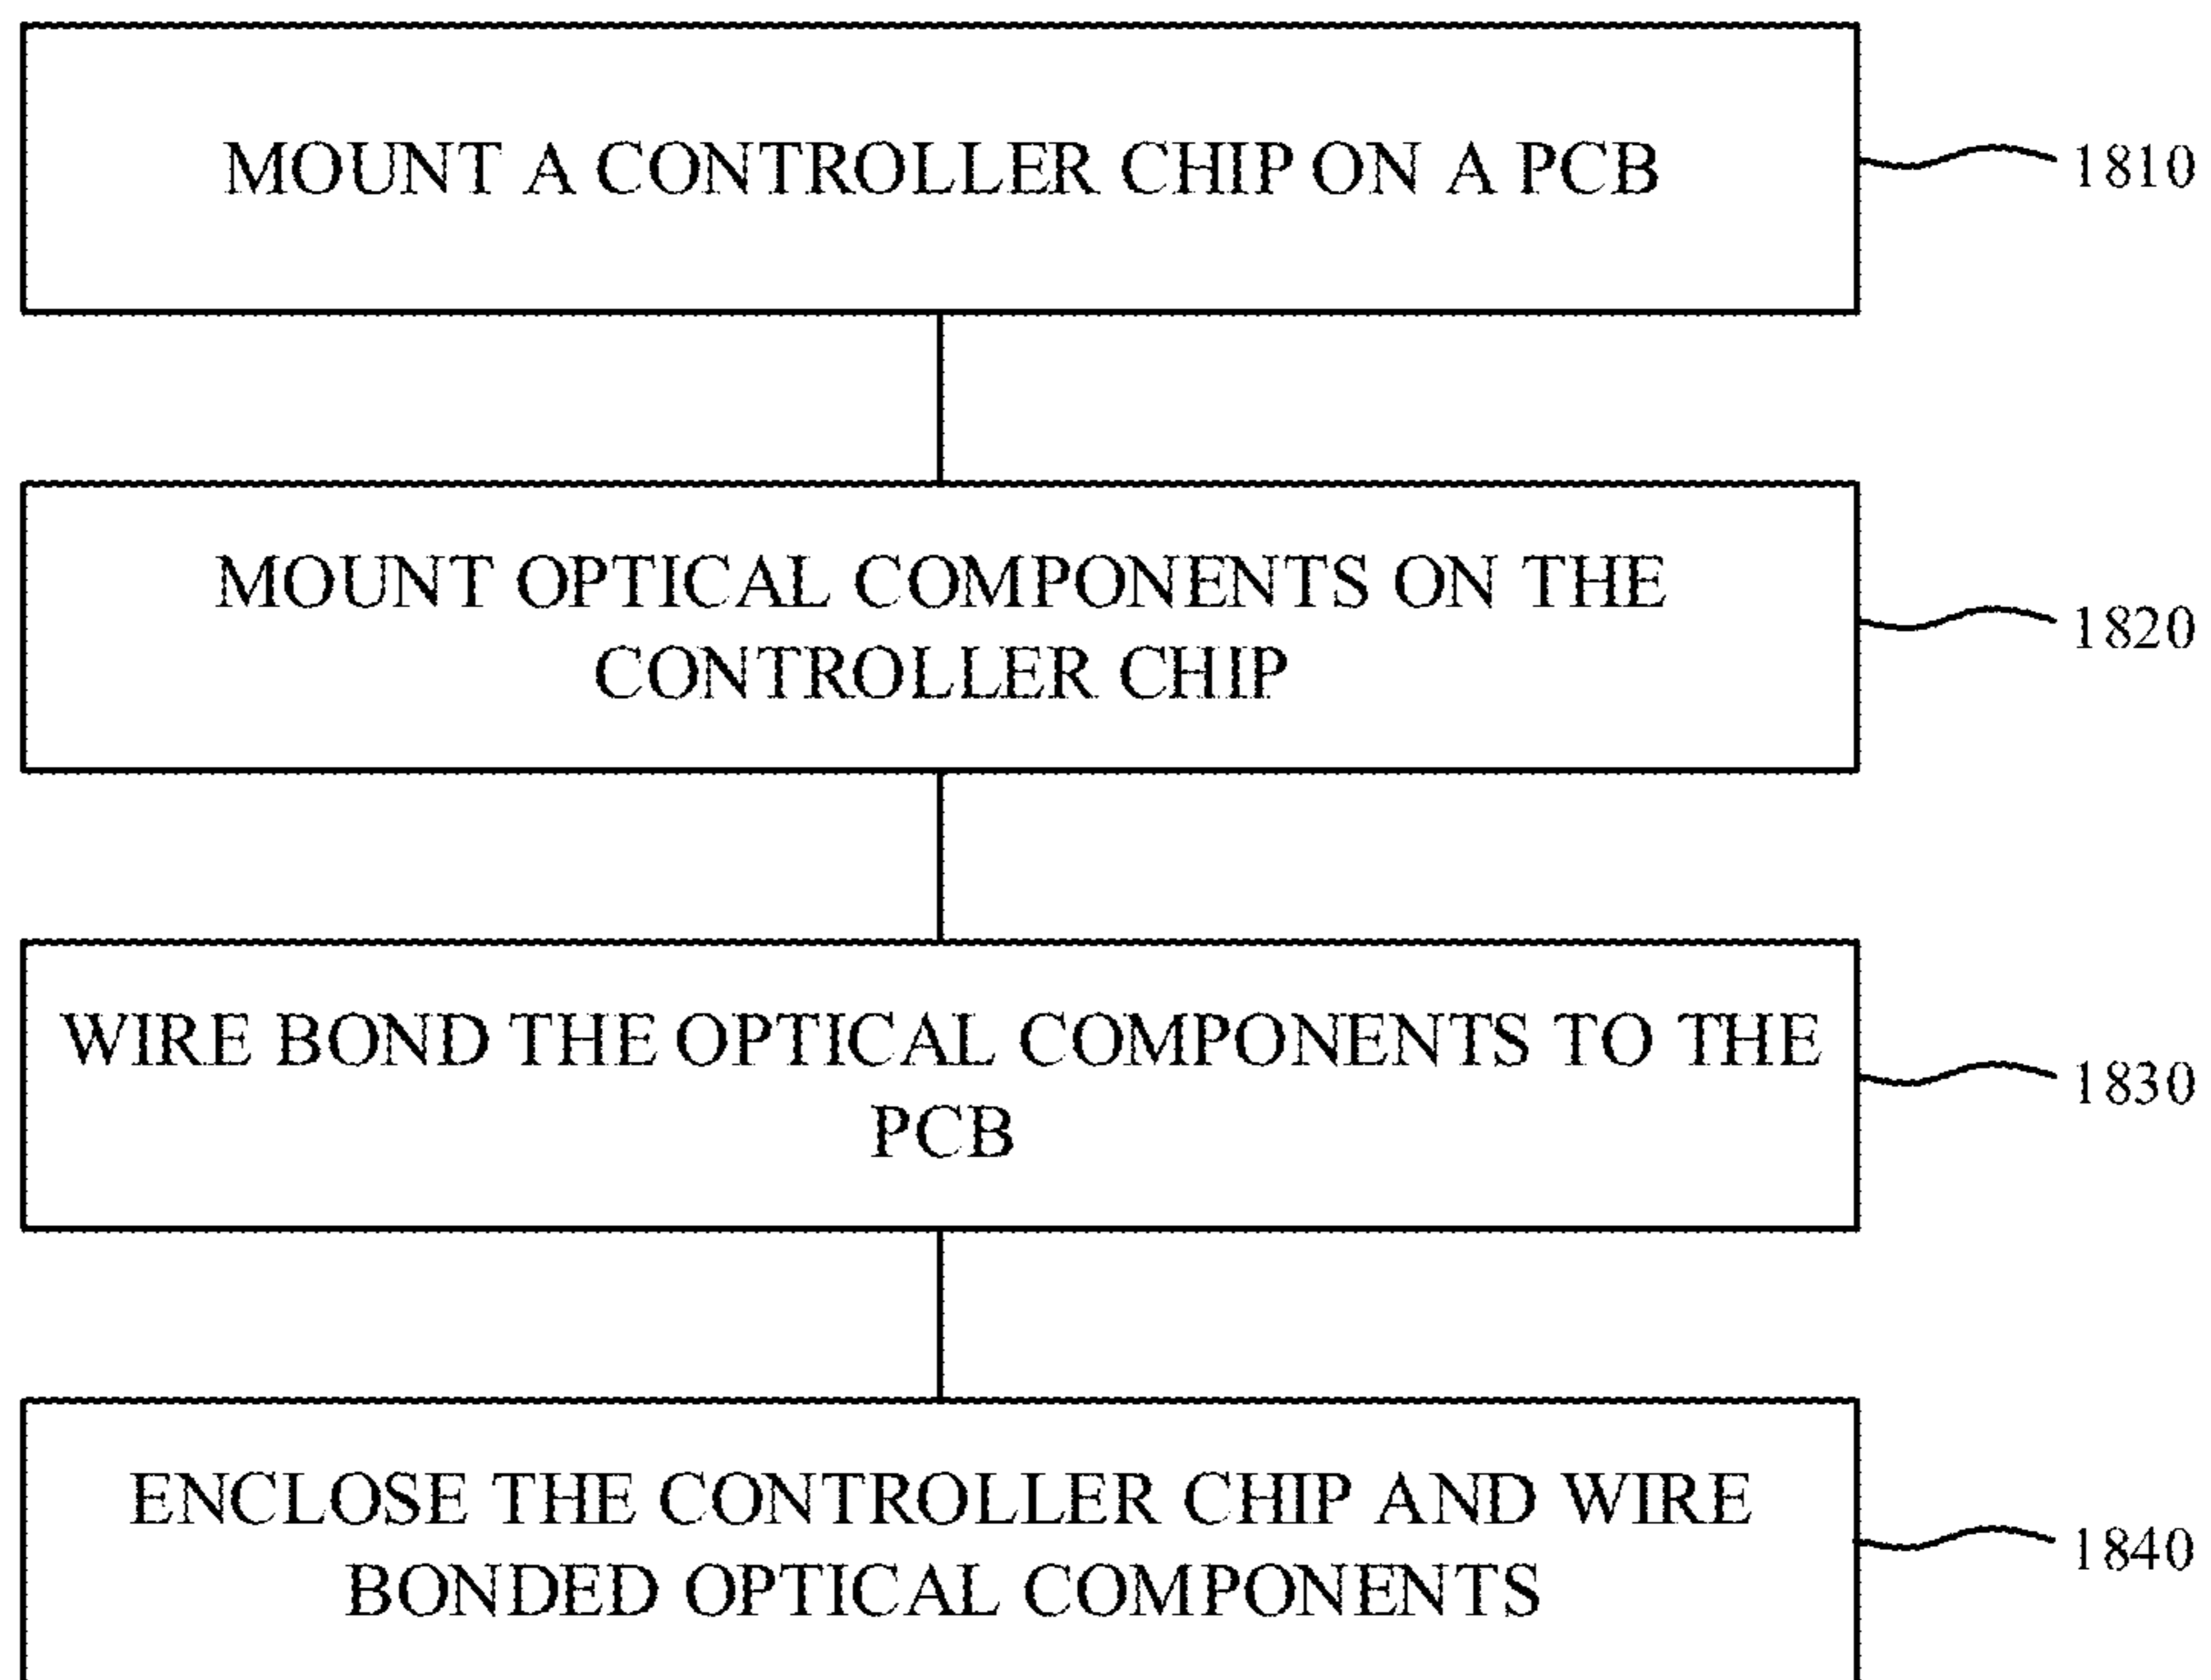 MOUNT A CONTROLLER CHIP ON A PCB
1810
MOUNT OPTICAL COMPONENTS ON THE
CONTROLLER CHIP
1820
WIRE BOND THE OPTICAL COMPONENTS TO THE
PCB
1830
ENCLOSE THE CONTROLLER CHIP AND WIRE
BONDED OPTICAL COMPONENTS
1840